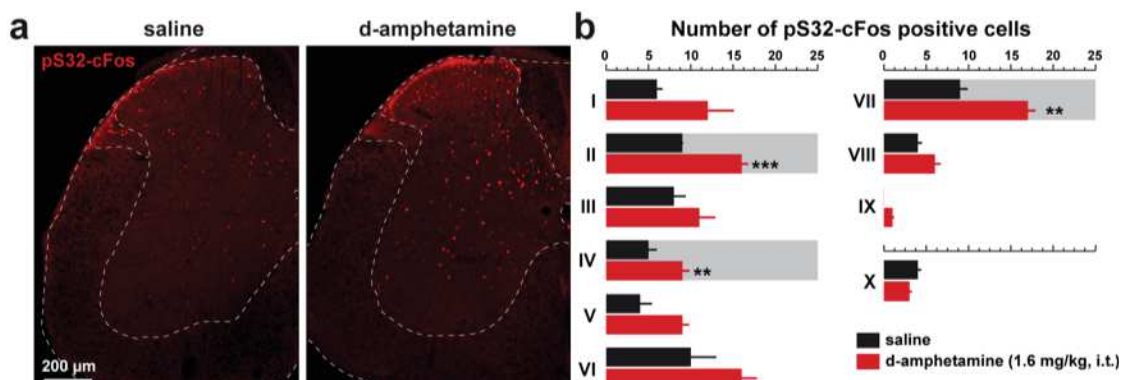 a
saline
d-amphetamine
pS32-cFos
200 µm
b
Number of pS32-cFos positive cells
0 5 10 15 20 25
I
II
***
III
IV
**
V
VI
0 5 10 15 20 25
VII
**
VIII
IX
X
saline
d-amphetamine (1.6 mg/kg, i.t.)